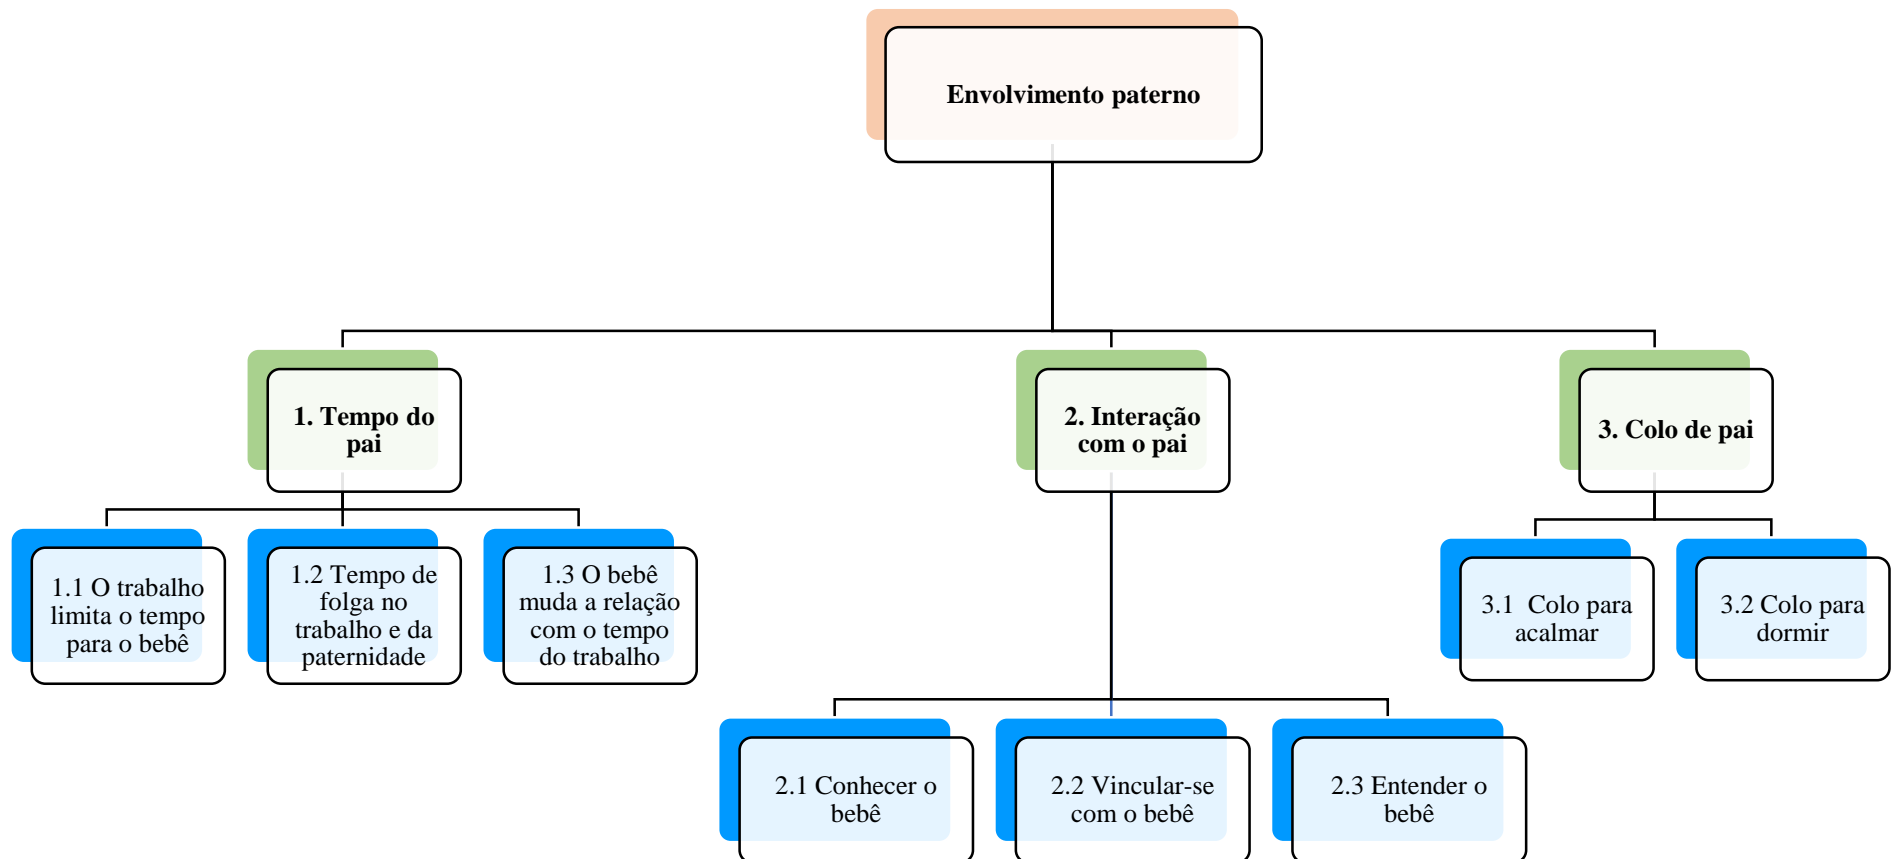 Envolvimento paterno
1. Tempo do
pai
2. Interação
com o pai
3. Colo de pai
1.1 O trabalho
limita o tempo
para o bebê
1.2 Tempo de
folga no
trabalho e da
paternidade
1.3 O bebê
muda a relação
com o tempo
do trabalho
3.1 Colo para
acalmar
3.2 Colo para
dormir
2.1 Conhecer o
bebê
2.2 Vincular-se
com o bebê
2.3 Entender o
bebê